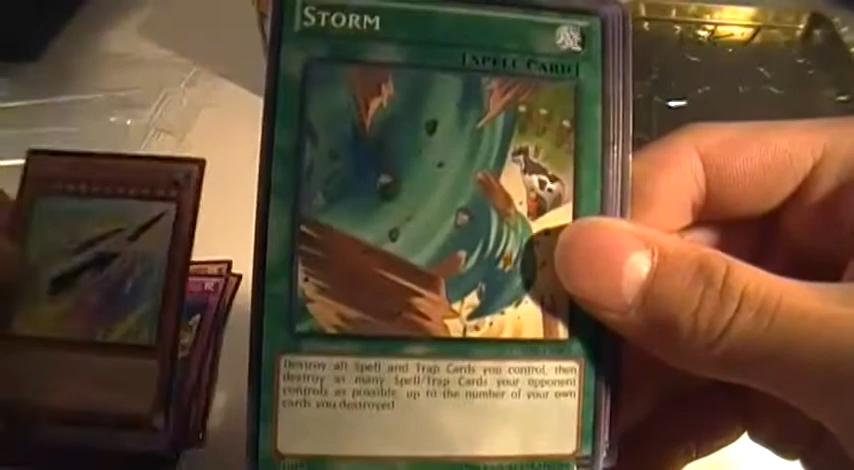 STORM
[SPELL CARD]
Destroy all Spell and Trap Cards you control, then
destroy as many Spell/Trap Cards your opponent
controls as possible, up to the number of your own
cards you destroyed.